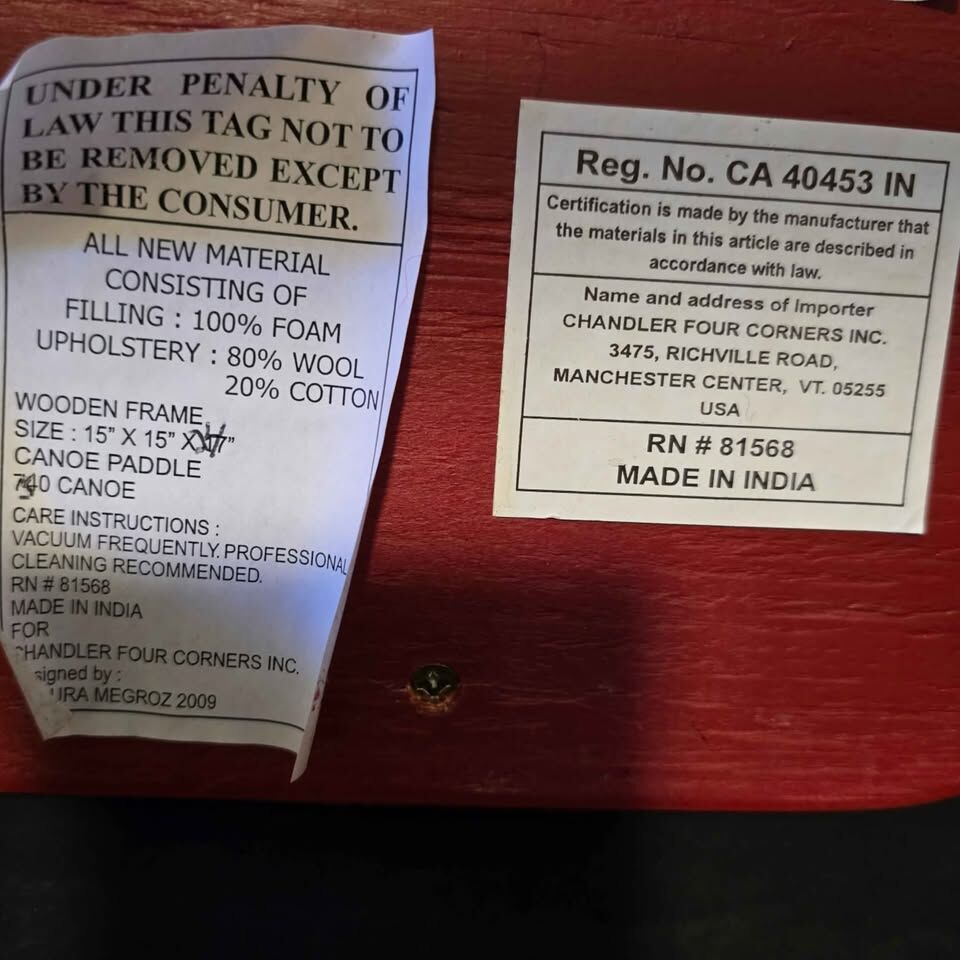 UNDER PENALTY OF
LAW THIS TAG NOT TO
BE REMOVED EXCEPT
BY THE CONSUMER.
ALL NEW MATERIAL
CONSISTING OF
FILLING : 100% FOAM
UPHOLSTERY : 80% WOOL
20% COTTON
WOODEN FRAME
SIZE : 15” X 15” X
CANOE PADDLE
CANOE
CARE INSTRUCTIONS :
VACUUM FREQUENTLY. PROFESSIONAL
CLEANING RECOMMENDED.
RN # 81568
MADE IN INDIA
FOR
CHANDLER FOUR CORNERS INC.
signed by :
URA MEGROZ 2009
Reg. No. CA 40453 IN
Certification is made by the manufacturer that
the materials in this article are described in
accordance with law.
Name and address of Importer
CHANDLER FOUR CORNERS INC.
3475, RICHVILLE ROAD,
MANCHESTER CENTER, VT. 05255
USA
RN # 81568
MADE IN INDIA